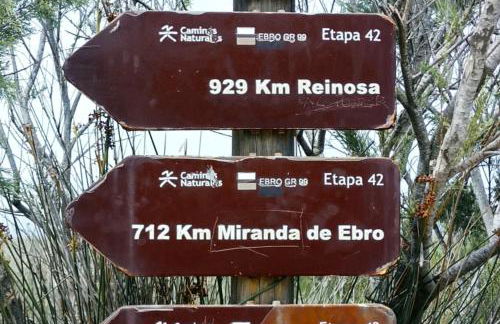 Caminos Naturales EBRO GR 99 Etapa 42
929 Km Reinosa
Caminos Naturales EBRO GR 99 Etapa 42
712 Km Miranda de Ebro